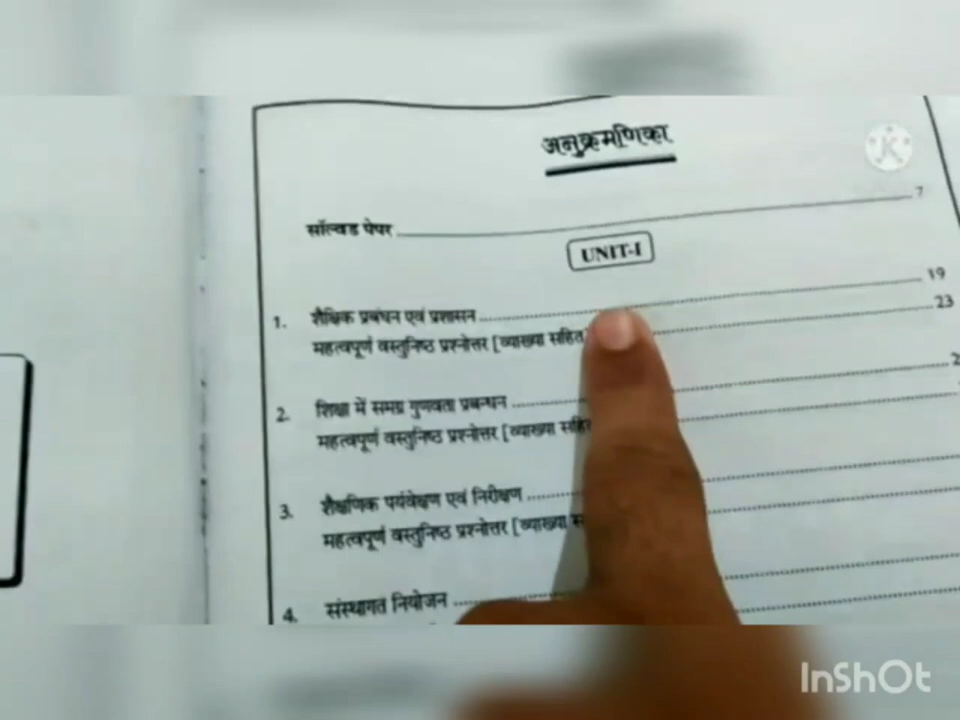 अनुक्रमणिका
सॉल्वड पेपर 7
UNIT-I
1. शैक्षिक प्रबंधन एवं प्रशासन 19
महत्वपूर्ण वस्तुनिष्ठ प्रश्नोत्तर [व्याख्या सहित 23
2. शिक्षा में समग्र गुणवता प्रबन्धन
महत्वपूर्ण वस्तुनिष्ठ प्रश्नोत्तर [व्याख्या सहित
3. शैक्षणिक पर्यवेक्षण एवं निरीक्षण
महत्वपूर्ण वस्तुनिष्ठ प्रश्नोत्तर [व्याख्या
4. संस्थागत नियोजन
InShOt